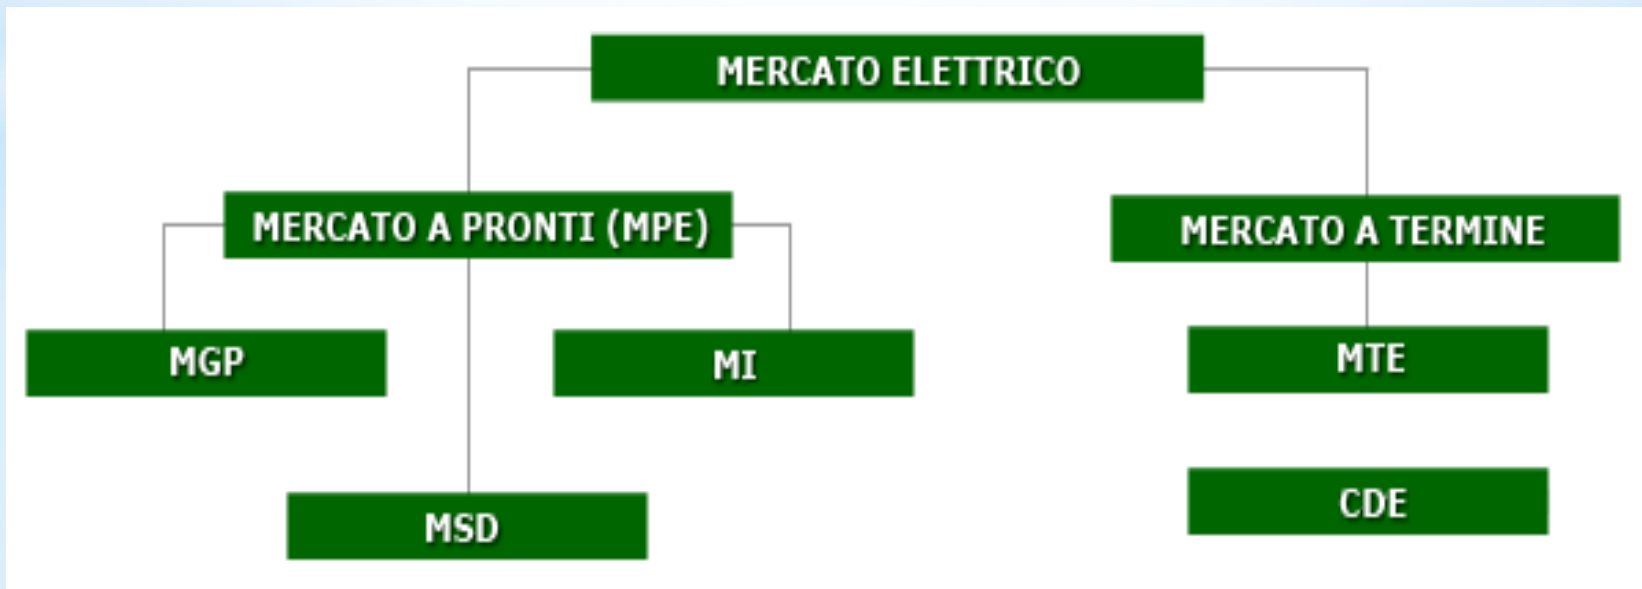 MERCATO ELETTRICO
MERCATO A PRONTI (MPE)
MERCATO A TERMINE
MGP
MI
MTE
MSD
CDE